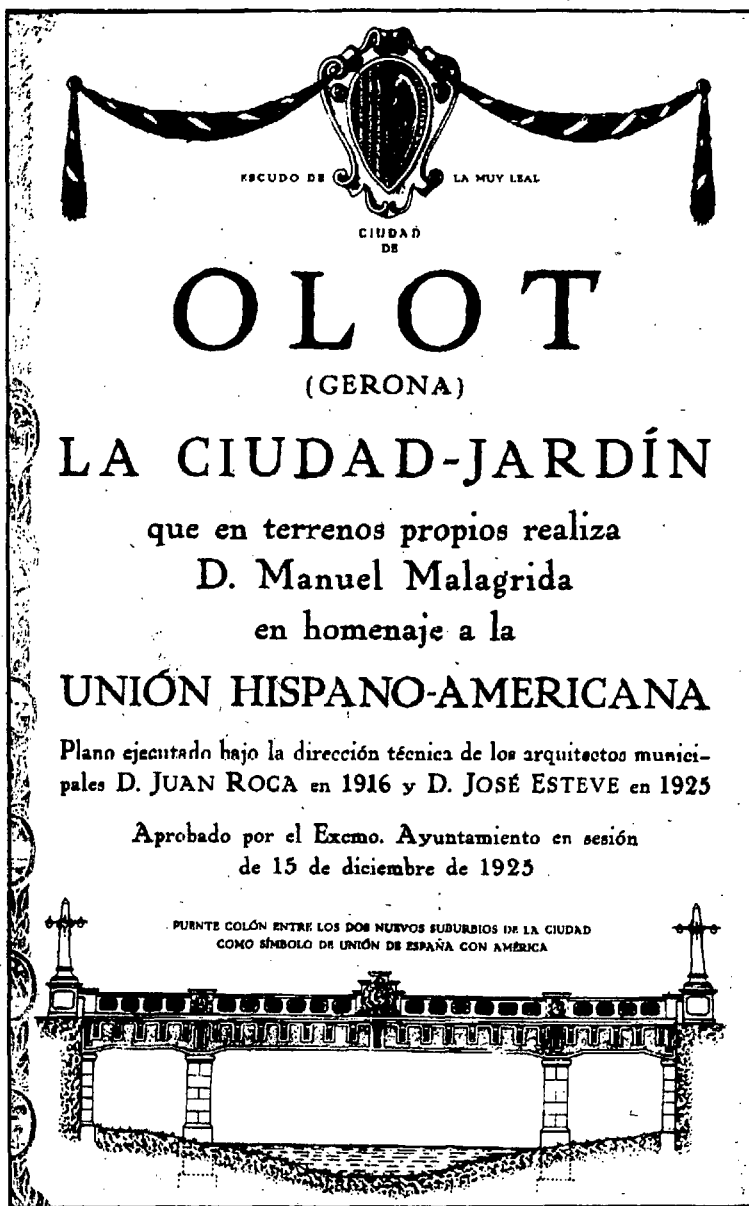 ESCUDO DE LA MUY LEAL
CIUDAD
DE
OLOT
(GERONA)
LA CIUDAD-JARDÍN
que en terrenos propios realiza
D. Manuel Malagrida
en homenaje a la
UNIÓN HISPANO-AMERICANA
Plano ejecutado bajo la dirección técnica de los arquitectos munici-
pales D. JUAN ROCA en 1916 y D. JOSÉ ESTEVE en 1925
Aprobado por el Excmo. Ayuntamiento en sesión
de 15 de diciembre de 1925
PUENTE COLÓN ENTRE LOS DOS NUEVOS SUBURBIOS DE LA CIUDAD
COMO SÍMBOLO DE UNIÓN DE ESPAÑA CON AMÉRICA